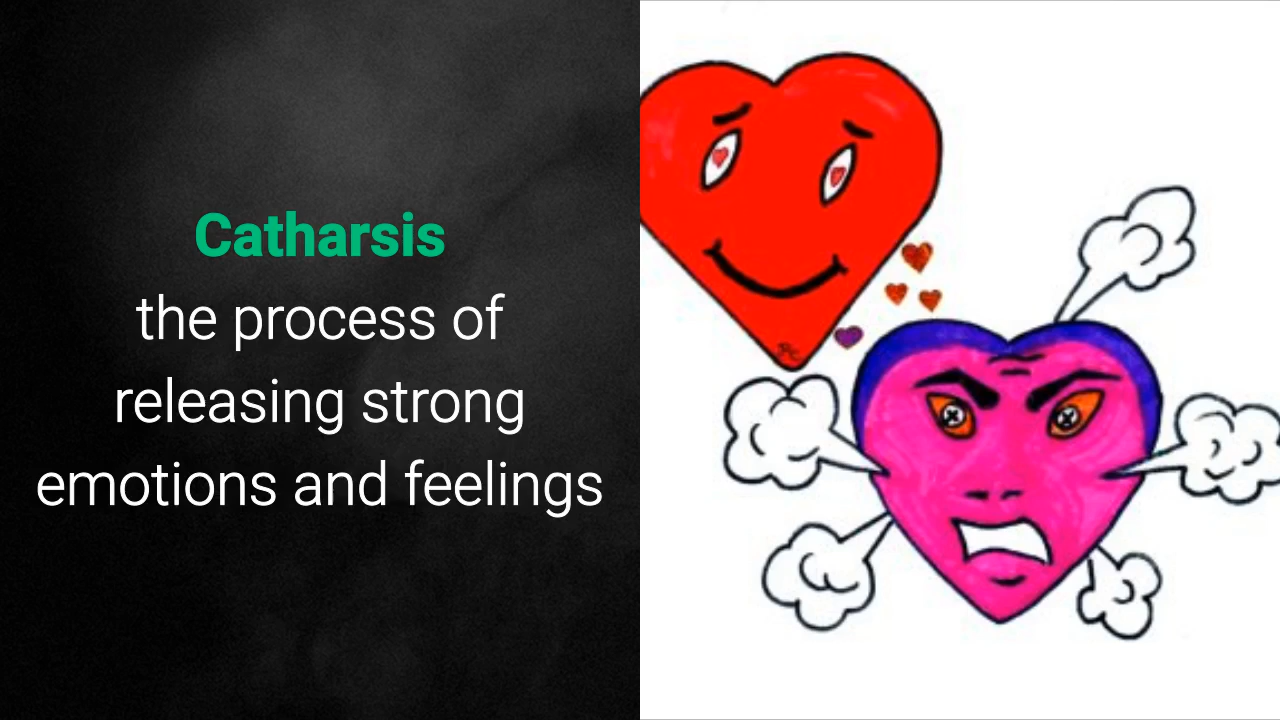 Catharsis
the process of
releasing strong
emotions and feelings